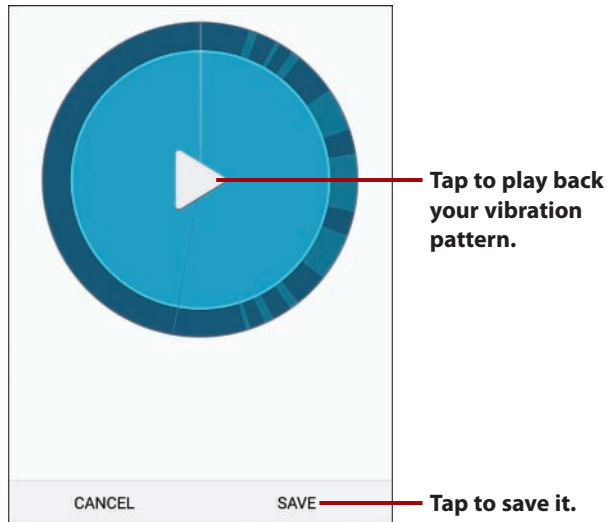 Tap to play back
your vibration
pattern.
CANCEL
SAVE
Tap to save it.